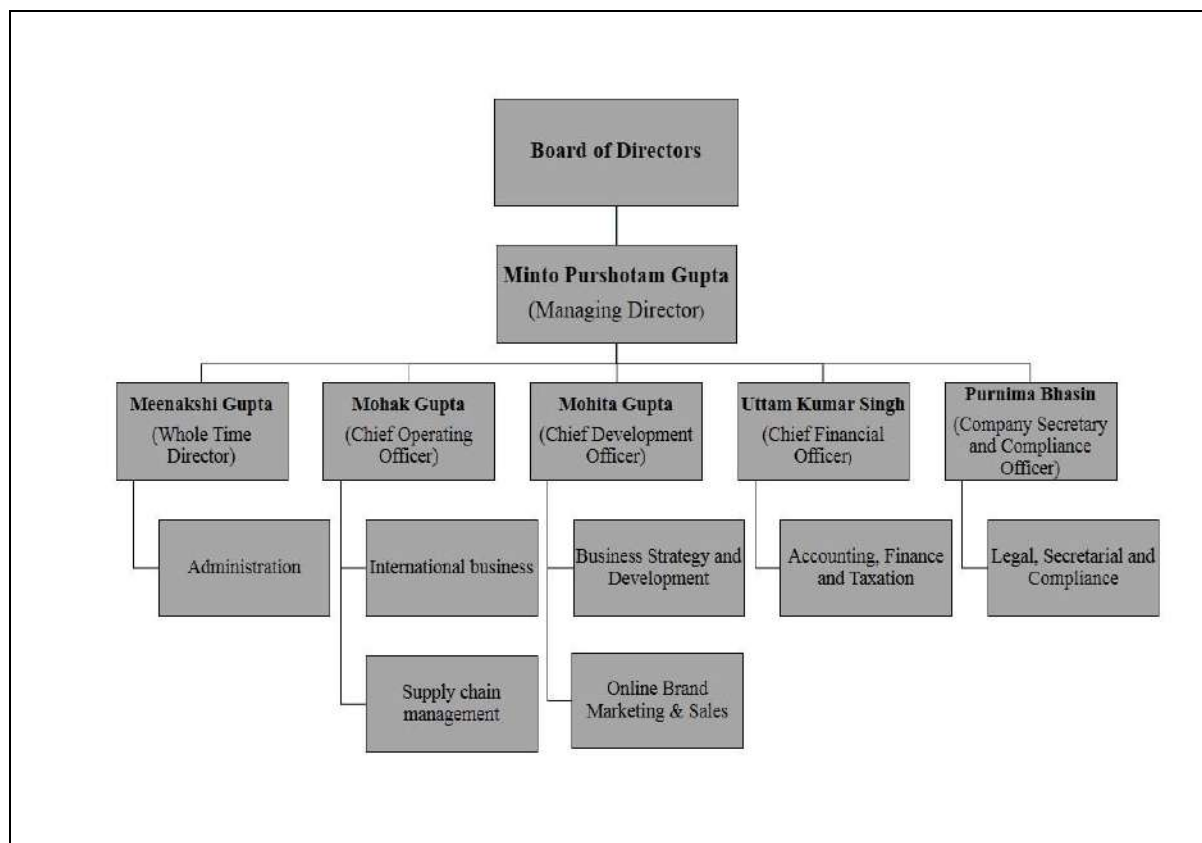 Board of Directors
Minto Purshotam Gupta
(Managing Director)
Meenakshi Gupta
(Whole Time
Director)
Mohak Gupta
(Chief Operating
Officer)
Mohita Gupta
(Chief Development
Officer)
Uttam Kumar Singh
(Chief Financial
Officer)
Purnima Bhasin
(Company Secretary
and Compliance
Officer)
Administration
International business
Business Strategy and
Development
Accounting, Finance
and Taxation
Legal, Secretarial and
Compliance
Supply chain
management
Online Brand
Marketing & Sales